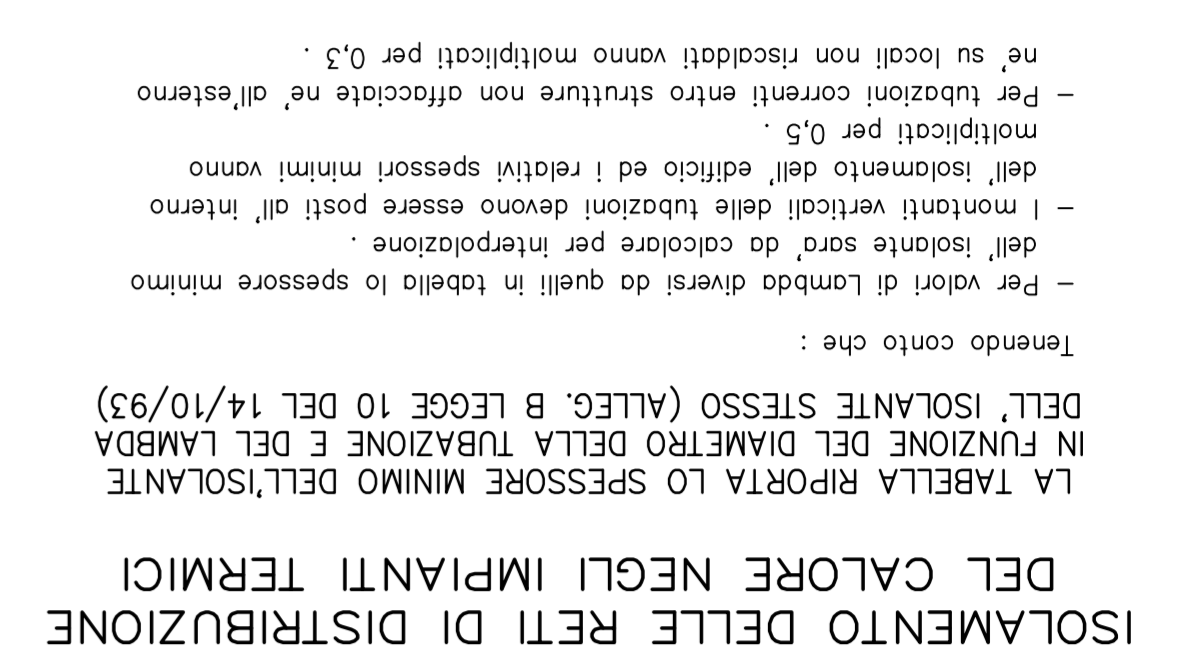 ISOLAMENTO DELLE RETI DI DISTRIBUZIONE
DEL CALORE NEGLI IMPIANTI TERMICI
LA TABELLA RIPORTA LO SPESSORE MINIMO DELL'ISOLANTE
IN FUNZIONE DEL DIAMETRO DELLA TUBAZIONE E DEL LAMBDA
DELL' ISOLANTE STESSO (ALLEG. B LEGGE 10 DEL 14/10/93)
Tenendo conto che :
– Per valori di Lambda diversi da quelli in tabella lo spessore minimo
dell' isolante sara' da calcolare per interpolazione .
– I montanti verticali delle tubazioni devono essere posti all' interno
dell' isolamento dell' edificio ed i relativi spessori minimi vanno
moltiplicati per 0,5 .
– Per tubazioni correnti entro strutture non affacciate ne' all'esterno
ne' su locali non riscaldati vanno moltiplicati per 0,3 .